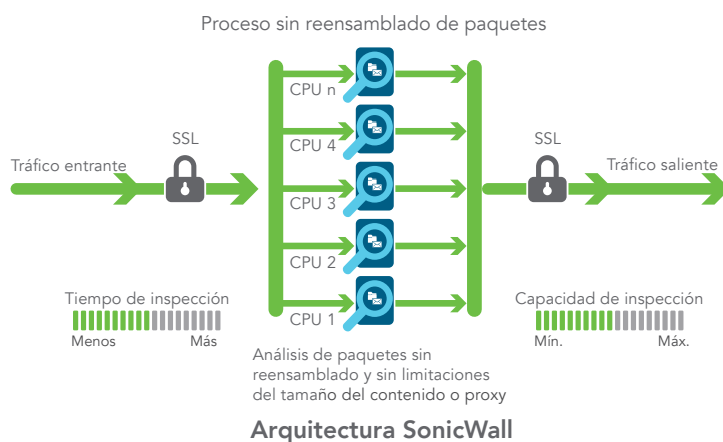 Proceso sin reensamblado de paquetes
CPU n
SSL
CPU 4
SSL
Tráfico entrante
Tráfico saliente
CPU 3
CPU 2
Tiempo de inspección
Capacidad de inspección
CPU 1
Menos
Más
Mín.
Máx.
Análisis de paquetes sin
reensamblado y sin limitaciones
del tamaño del contenido o proxy
Arquitectura SonicWall